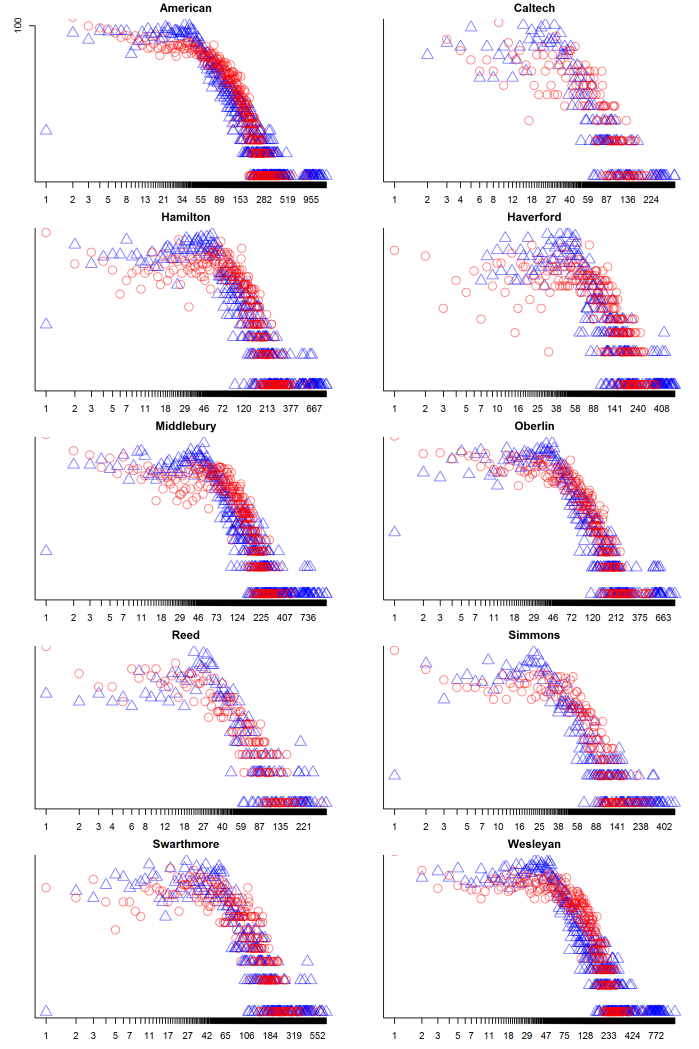 American
Caltech
100
1 2 3 5 8 13 21 34 55 89 153 282 519 955
1 2 3 4 6 8 12 18 27 40 59 87 136 224
Hamilton
Haverford
1 2 3 5 7 11 18 29 46 72 120 213 377 667
1 2 3 5 7 10 16 25 38 58 88 141 240 408
Middlebury
Oberlin
1 2 3 5 7 11 18 29 46 73 124 225 407 736
1 2 3 5 7 11 18 29 46 72 120 212 375 663
Reed
Simmons
1 2 3 4 6 8 12 18 27 40 59 87 135 221
1 2 3 5 7 10 16 25 38 58 88 141 238 402
Swarthmore
Wesleyan
1 2 3 5 7 11 17 27 42 65 106 184 319 552
1 2 3 5 7 11 18 29 47 75 128 233 424 772